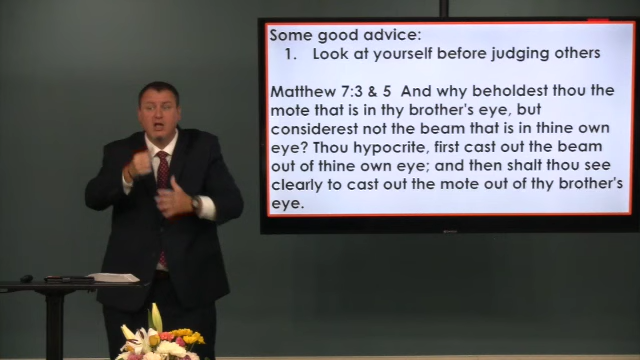 Some good advice:
1. Look at yourself before judging others
Matthew 7:3 & 5 And why beholdest thou the
mote that is in thy brother's eye, but
considerest not the beam that is in thine own
eye? Thou hypocrite, first cast out the beam
out of thine own eye; and then shalt thou see
clearly to cast out the mote out of thy brother's
eye.